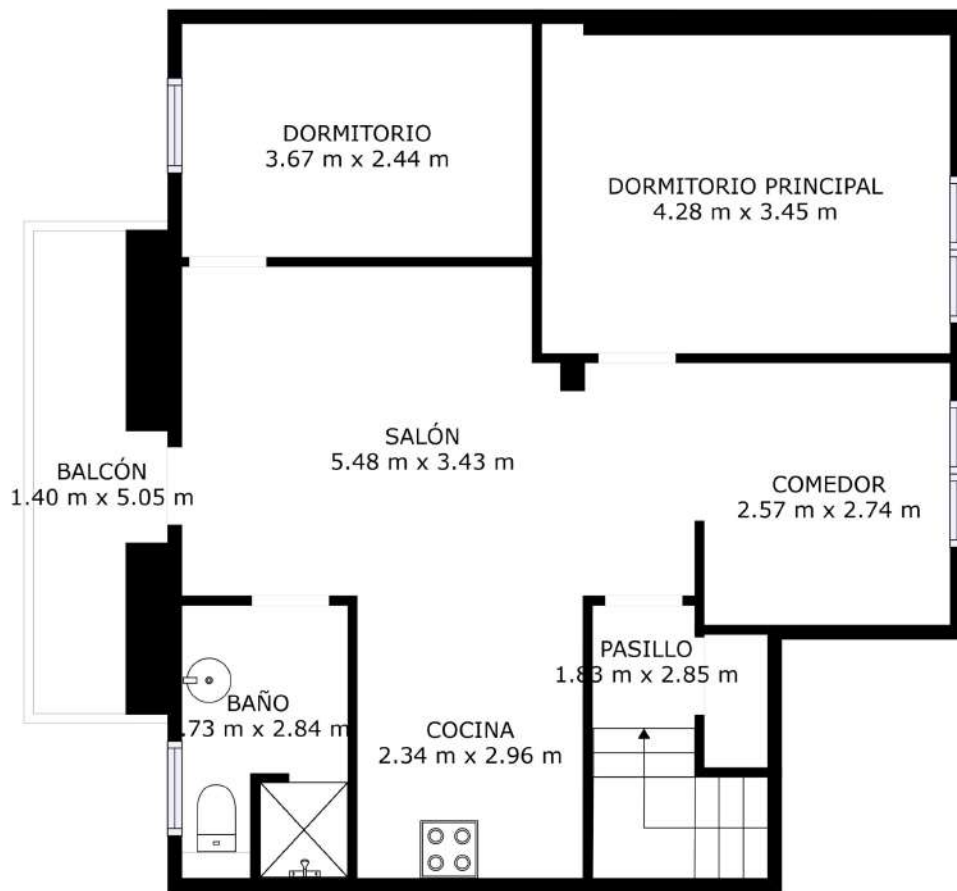 DORMITORIO
3.67 m x 2.44 m
DORMITORIO PRINCIPAL
4.28 m x 3.45 m
SALÓN
5.48 m x 3.43 m
BALCÓN
1.40 m x 5.05 m
COMEDOR
2.57 m x 2.74 m
PASILLO
1.83 m x 2.85 m
BAÑO
.73 m x 2.84 m
COCINA
2.34 m x 2.96 m